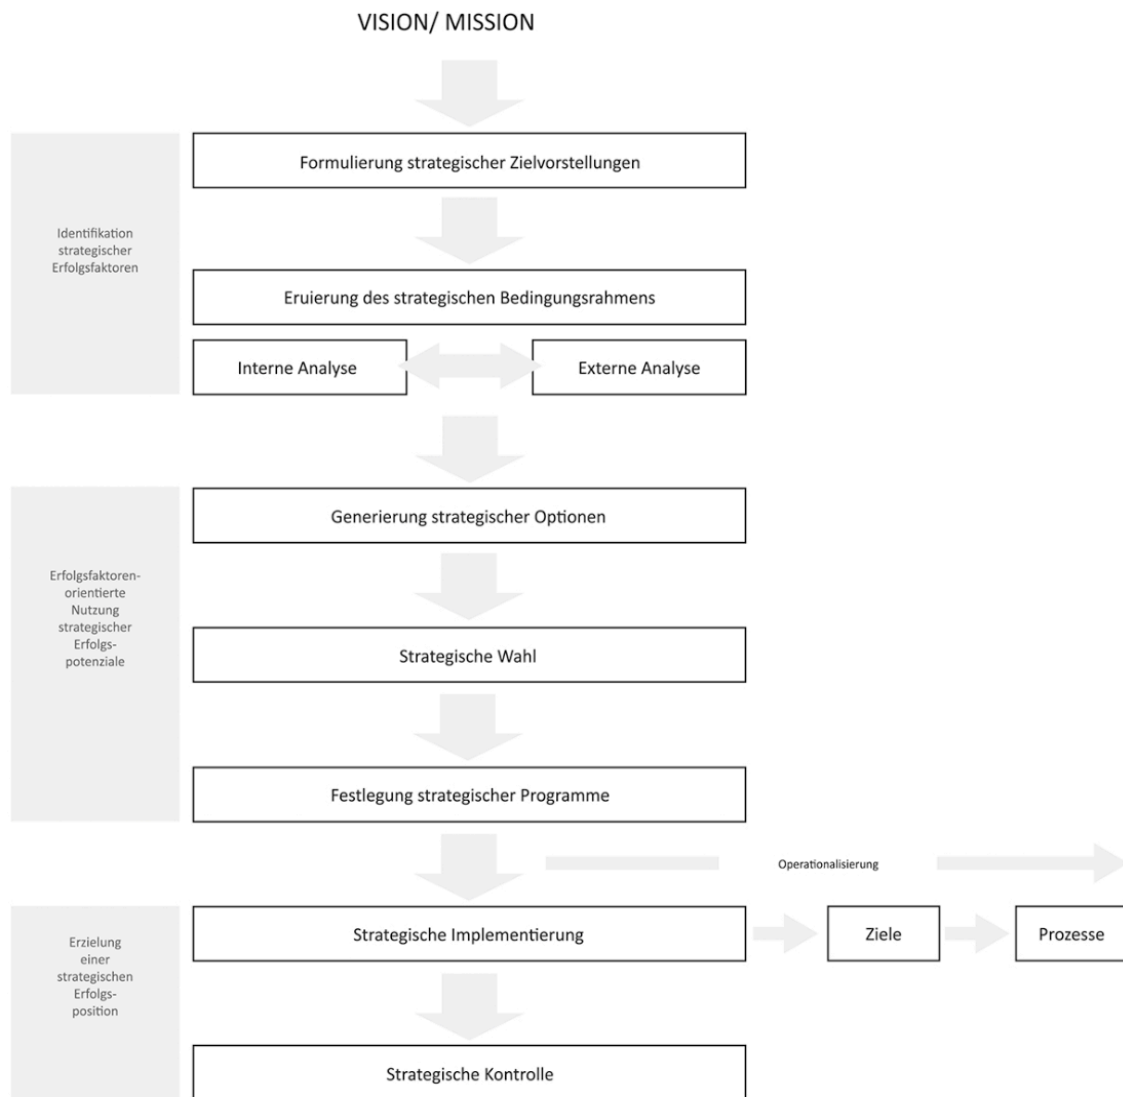 VISION/ MISSION
Formulierung strategischer Zielvorstellungen
Identifikation
strategischer
Erfolgsfaktoren
Eruierung des strategischen Bedingungsrahmens
Interne Analyse
Externe Analyse
Generierung strategischer Optionen
Erfolgsfaktoren-
orientierte
Nutzung
strategischer
Erfolgs-
potenziale
Strategische Wahl
Festlegung strategischer Programme
Operationalisierung
Strategische Implementierung
Ziele
Prozesse
Erzielung
einer
strategischen
Erfolgs-
position
Strategische Kontrolle